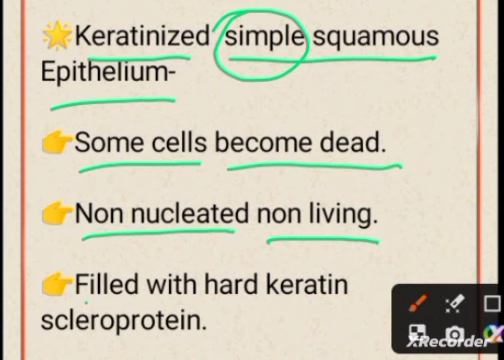 🌟Keratinized simple squamous
Epithelium-
👉Some cells become dead.
👉Non nucleated non living.
👉Filled with hard keratin
scleroprotein.
XRecorder